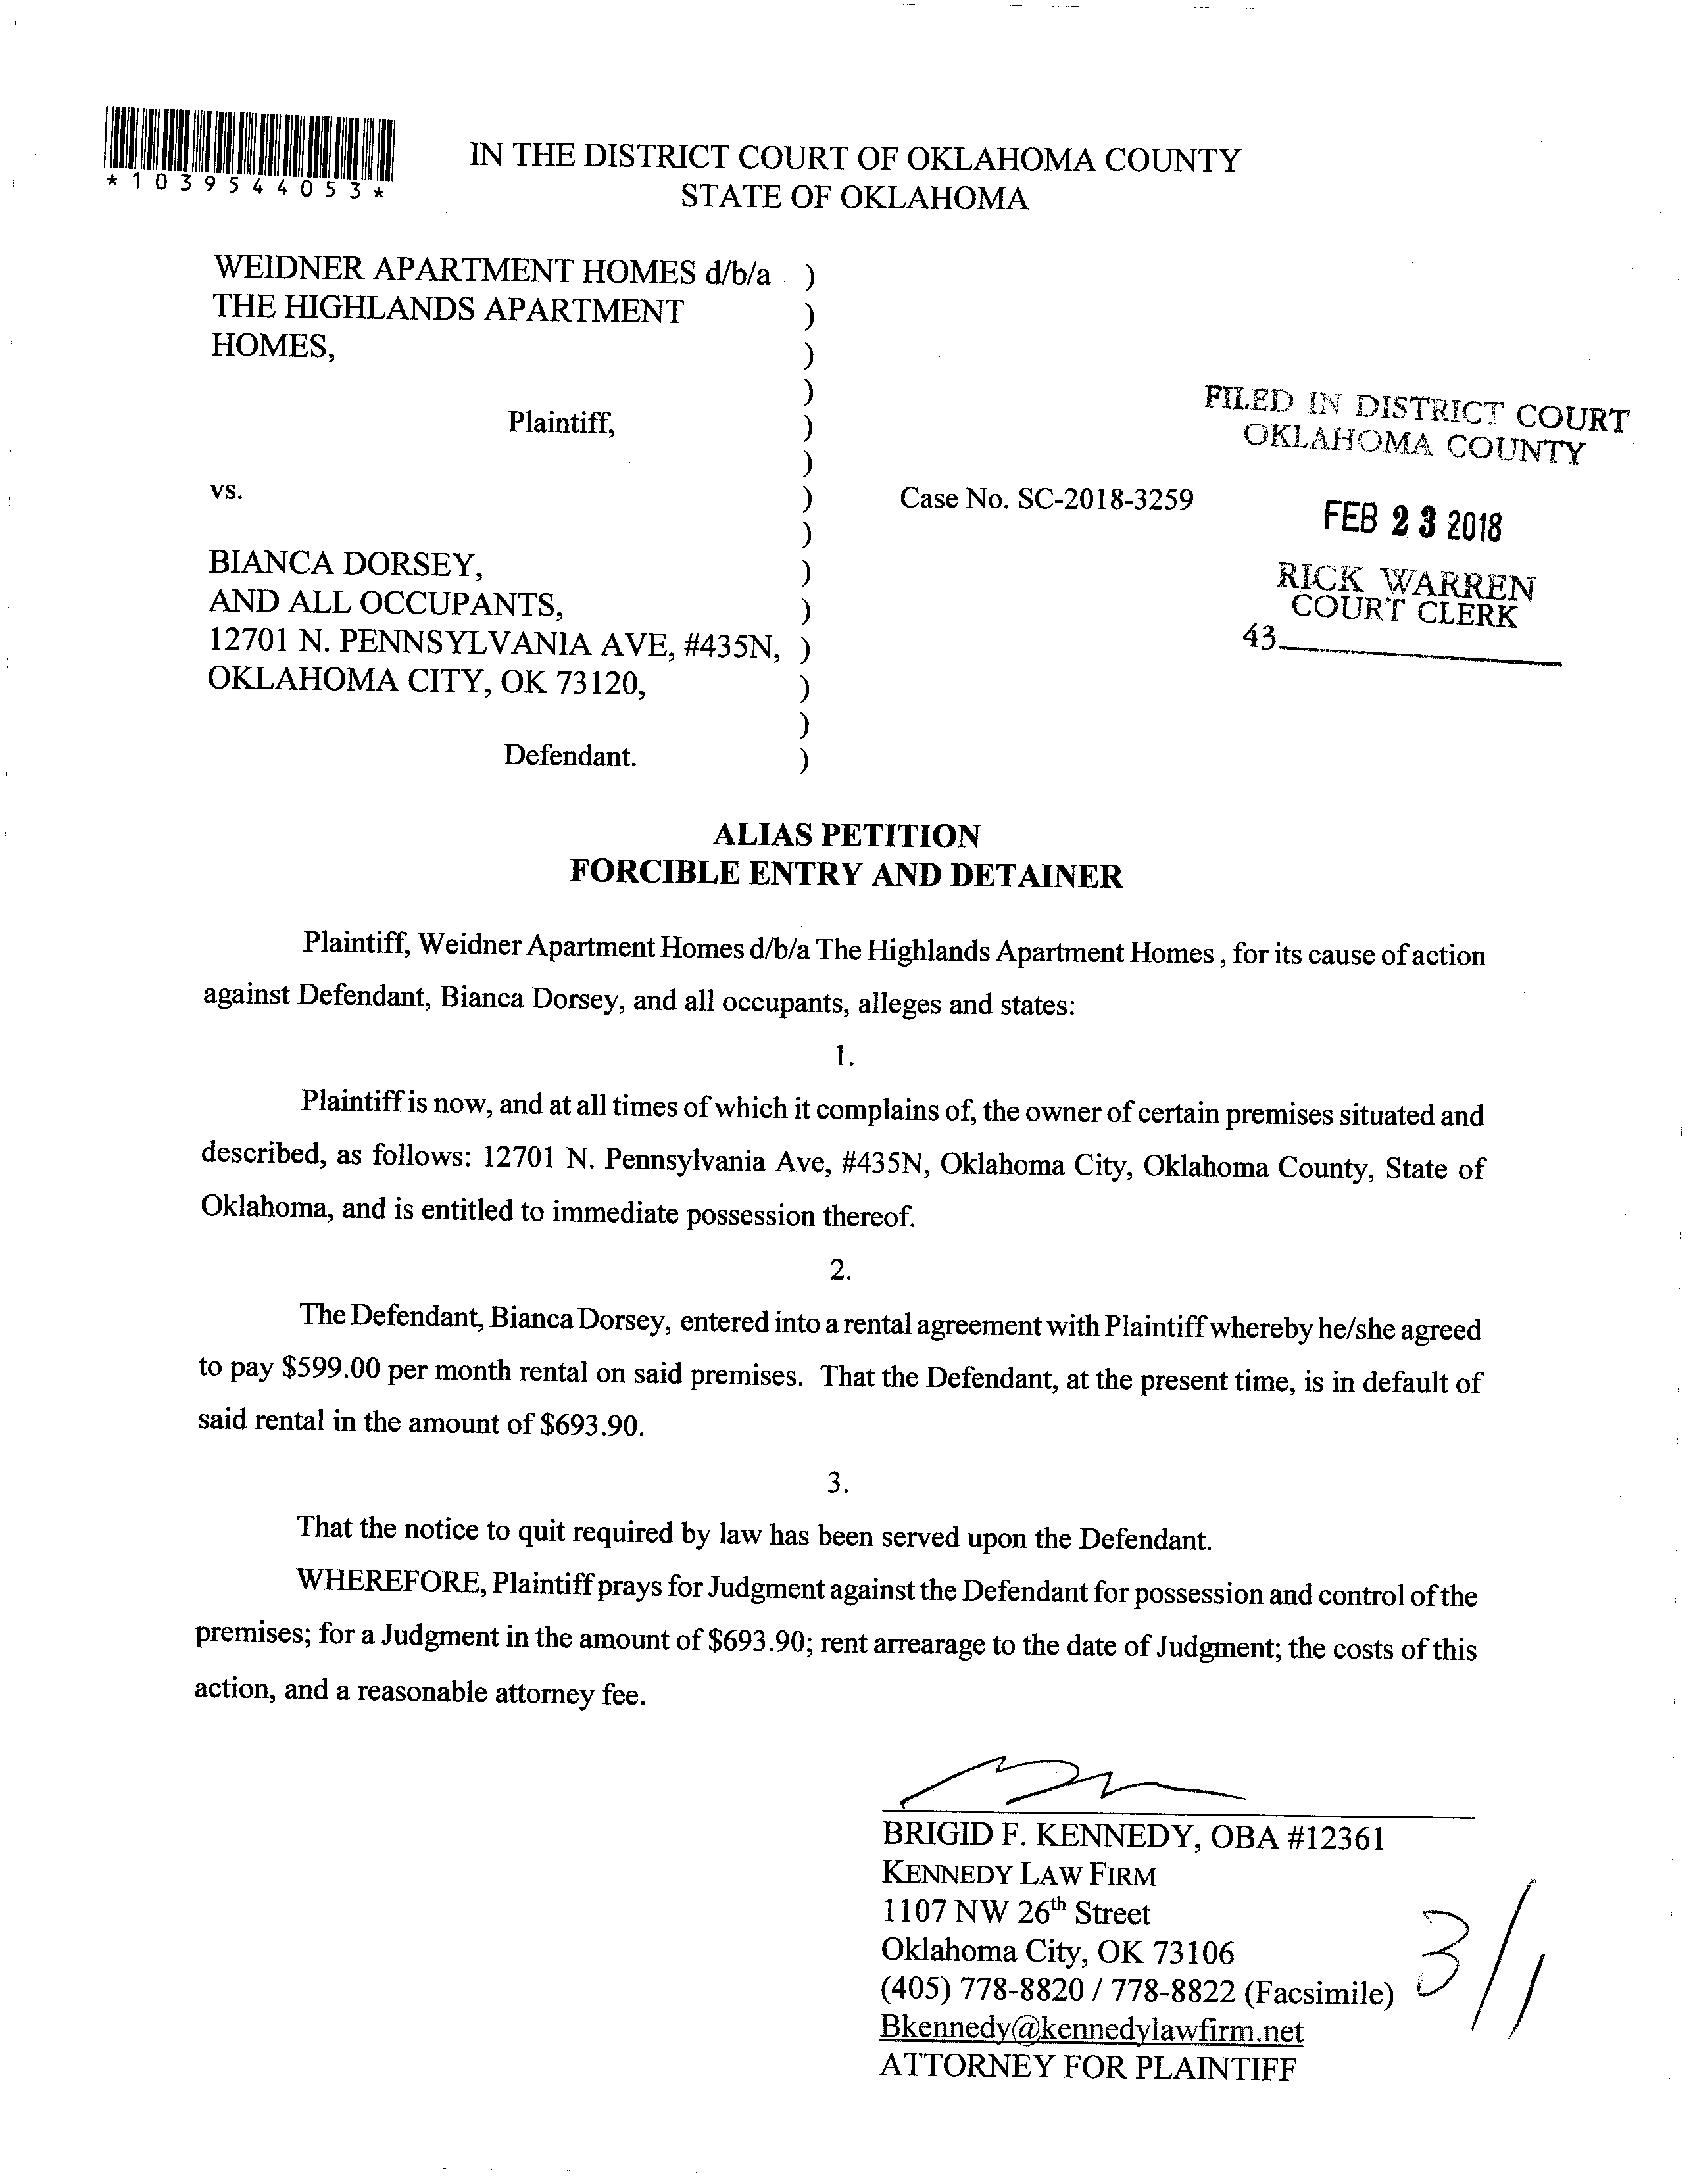 *1039544053*
IN THE DISTRICT COURT OF OKLAHOMA COUNTY
STATE OF OKLAHOMA
WEIDNER APARTMENT HOMES d/b/a )
THE HIGHLANDS APARTMENT )
HOMES, )
)
Plaintiff, )
)
vs. )
)
BIANCA DORSEY, )
AND ALL OCCUPANTS, )
12701 N. PENNSYLVANIA AVE, #435N, )
OKLAHOMA CITY, OK 73120, )
)
Defendant. )
Case No. SC-2018-3259
FILED IN DISTRICT COURT
OKLAHOMA COUNTY
FEB 23 2018
RICK WARREN
COURT CLERK
43
ALIAS PETITION
FORCIBLE ENTRY AND DETAINER
Plaintiff, Weidner Apartment Homes d/b/a The Highlands Apartment Homes , for its cause of action
against Defendant, Bianca Dorsey, and all occupants, alleges and states:
1.
Plaintiff is now, and at all times of which it complains of, the owner of certain premises situated and
described, as follows: 12701 N. Pennsylvania Ave, #435N, Oklahoma City, Oklahoma County, State of
Oklahoma, and is entitled to immediate possession thereof.
2.
The Defendant, Bianca Dorsey, entered into a rental agreement with Plaintiff whereby he/she agreed
to pay $599.00 per month rental on said premises. That the Defendant, at the present time, is in default of
said rental in the amount of $693.90.
3.
That the notice to quit required by law has been served upon the Defendant.
WHEREFORE, Plaintiff prays for Judgment against the Defendant for possession and control of the
premises; for a Judgment in the amount of $693.90; rent arrearage to the date of Judgment; the costs of this
action, and a reasonable attorney fee.
BRIGID F. KENNEDY, OBA #12361
KENNEDY LAW FIRM
1107 NW 26th Street
Oklahoma City, OK 73106
(405) 778-8820 / 778-8822 (Facsimile)
Bkennedy@kennedylawfirm.net
ATTORNEY FOR PLAINTIFF
3/1